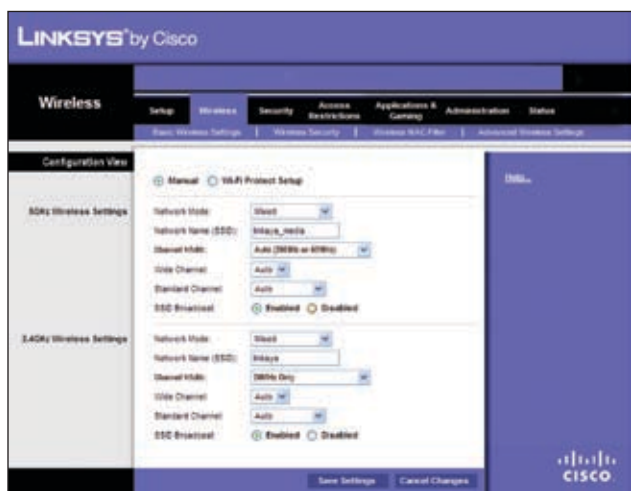 LINKSYS® by Cisco
Wireless
Setup
Wireless
Security
Access Restrictions
Applications & Gaming
Administration
Status
Basic Wireless Settings | Wireless Security | Wireless MAC Filter | Advanced Wireless Settings
Configuration View
Manual Wi-Fi Protect Setup
Help...
5GHz Wireless Settings
Network Mode: Mixed
Network Name (SSID):
Channel Width: Auto (20MHz or 40MHz)
Wide Channel: Auto
Standard Channel: Auto
SSID Broadcast: Enabled Disabled
2.4GHz Wireless Settings
Network Mode: Mixed
Network Name (SSID):
Channel Width: 20MHz Only
Wide Channel: Auto
Standard Channel: Auto
SSID Broadcast: Enabled Disabled
Save Settings Cancel Changes
CISCO